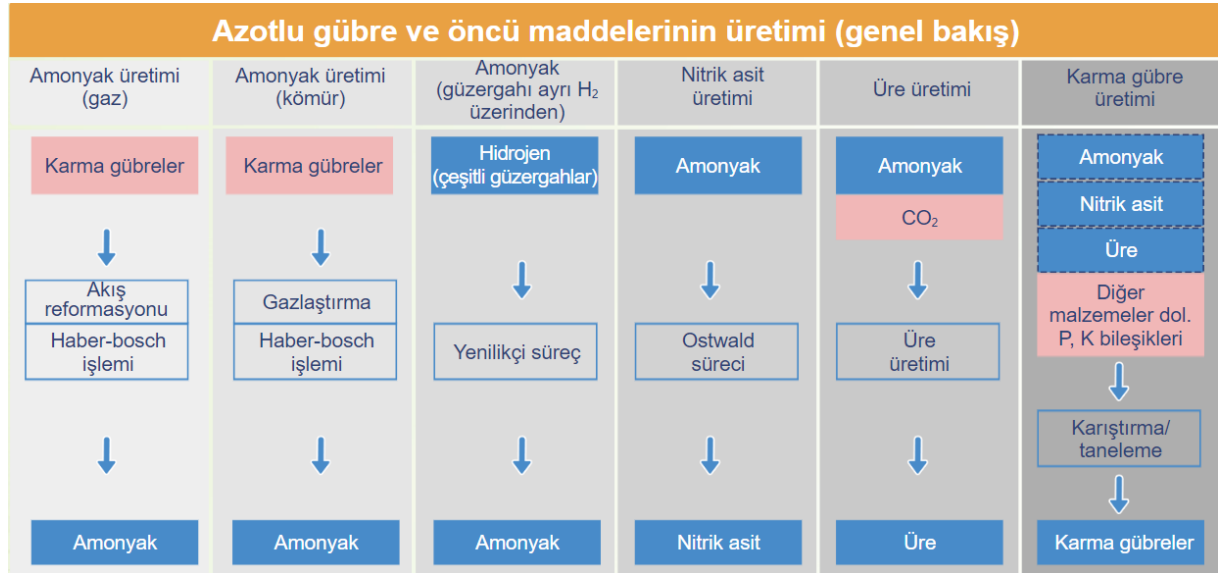 Azotlu gübre ve öncü maddelerinin üretimi (genel bakış)
Amonyak üretimi
(gaz)
Amonyak üretimi
(kömür)
Amonyak
(güzergahı ayrı H₂
üzerinden)
Nitrik asit
üretimi
Üre üretimi
Karma gübre
üretimi
Karma gübreler
Akış
reformasyonu
Haber-bosch
işlemi
Amonyak
Karma gübreler
Gazlaştırma
Haber-bosch
işlemi
Amonyak
Hidrojen
(çeşitli güzergahlar)
Yenilikçi süreç
Amonyak
Amonyak
Ostwald
süreci
Nitrik asit
Amonyak
CO₂
Üre
üretimi
Üre
Amonyak
Nitrik asit
Üre
Diğer
malzemeler dol.
P, K bileşikleri
Karıştırma/
taneleme
Karma gübreler